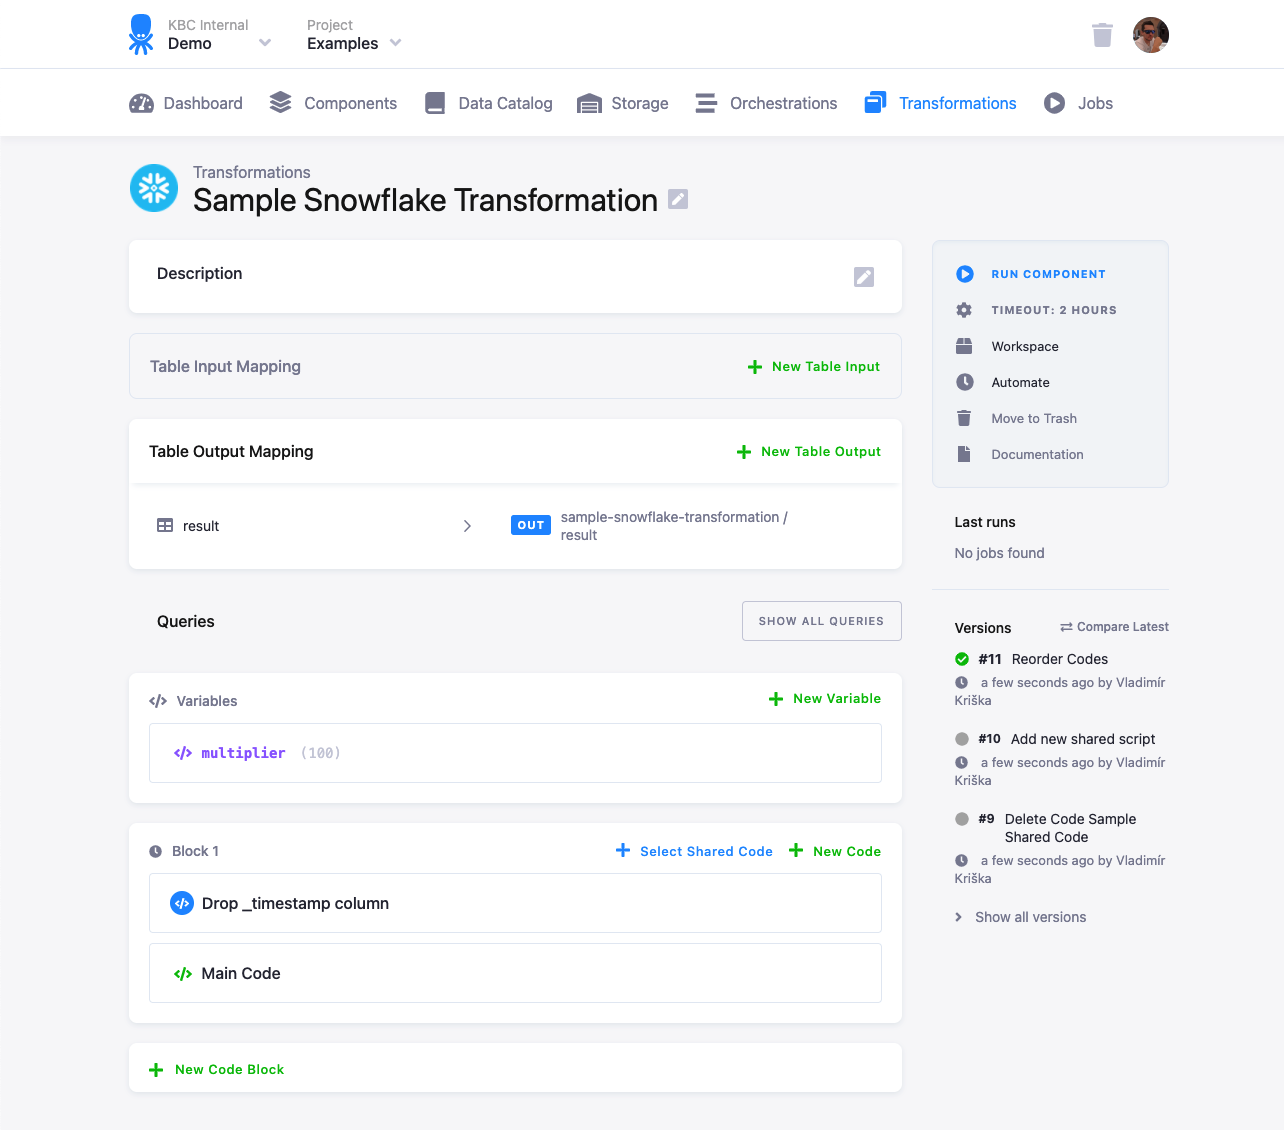 KBC Internal
Demo
Project
Examples
Dashboard
Components
Data Catalog
Storage
Orchestrations
Transformations
Jobs
Transformations
Sample Snowflake Transformation
Description
Table Input Mapping
New Table Input
Table Output Mapping
New Table Output
result
OUT
sample-snowflake-transformation /
result
Queries
SHOW ALL QUERIES
Variables
New Variable
multiplier (100)
Block 1
Select Shared Code
New Code
Drop _timestamp column
Main Code
New Code Block
RUN COMPONENT
TIMEOUT: 2 HOURS
Workspace
Automate
Move to Trash
Documentation
Last runs
No jobs found
Versions
Compare Latest
#11 Reorder Codes
a few seconds ago by Vladimír
Kriška
#10 Add new shared script
a few seconds ago by Vladimír
Kriška
#9 Delete Code Sample
Shared Code
a few seconds ago by Vladimír
Kriška
Show all versions